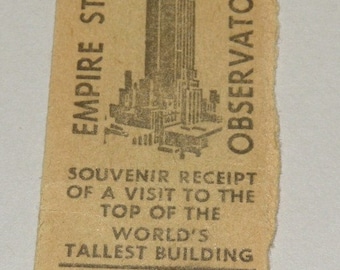 EMPIRE ST
OBSERVATO
SOUVENIR RECEIPT
OF A VISIT TO THE
TOP OF THE
WORLD'S
TALLEST BUILDING